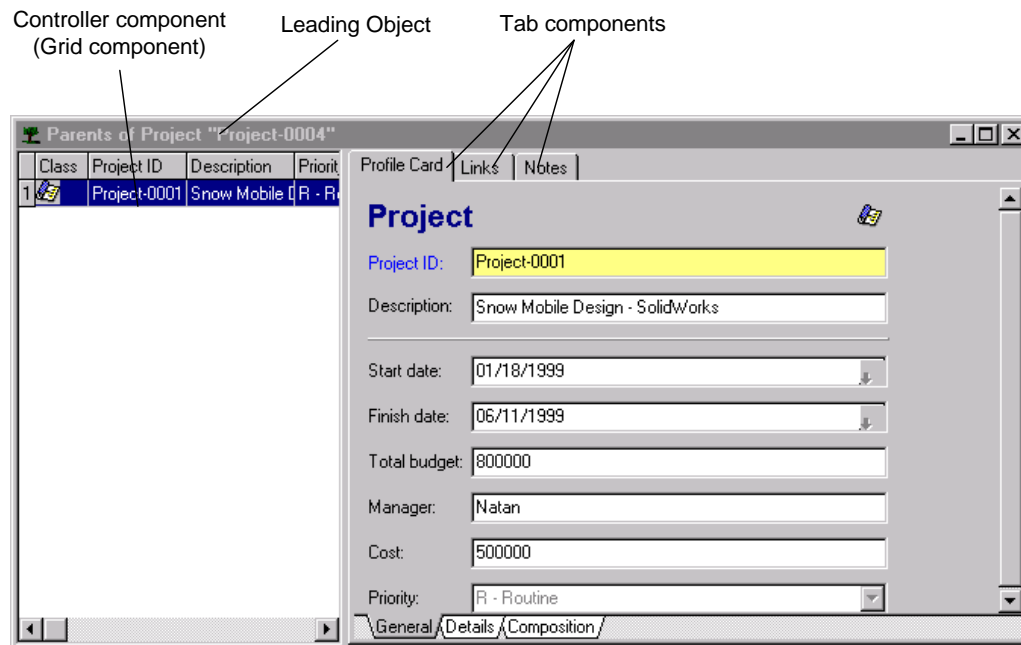 Controller component
(Grid component)
Leading Object
Tab components
Parents of Project "Project-0004"
Class Project ID Description Priorit
1 Project-0001 Snow Mobile D R - R
Profile Card Links Notes
Project
Project ID: Project-0001
Description: Snow Mobile Design - SolidWorks
Start date: 01/18/1999
Finish date: 06/11/1999
Total budget: 800000
Manager: Natan
Cost: 500000
Priority: R - Routine
General Details Composition